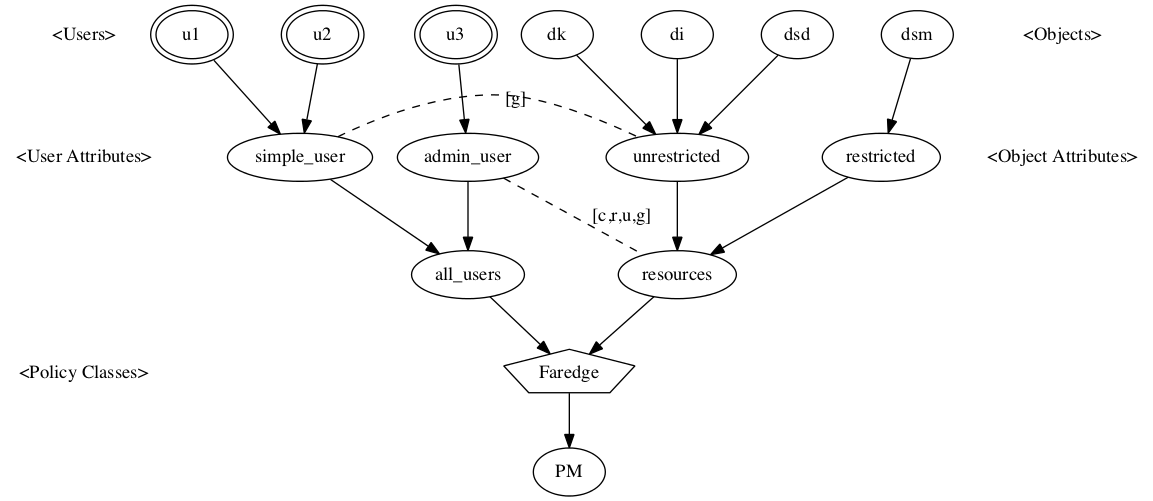 <Users>
u1
u2
u3
dk
di
dsd
dsm
<Objects>
[g]
<User Attributes>
simple_user
admin_user
unrestricted
restricted
<Object Attributes>
[c,r,u,g]
all_users
resources
<Policy Classes>
Faredge
PM